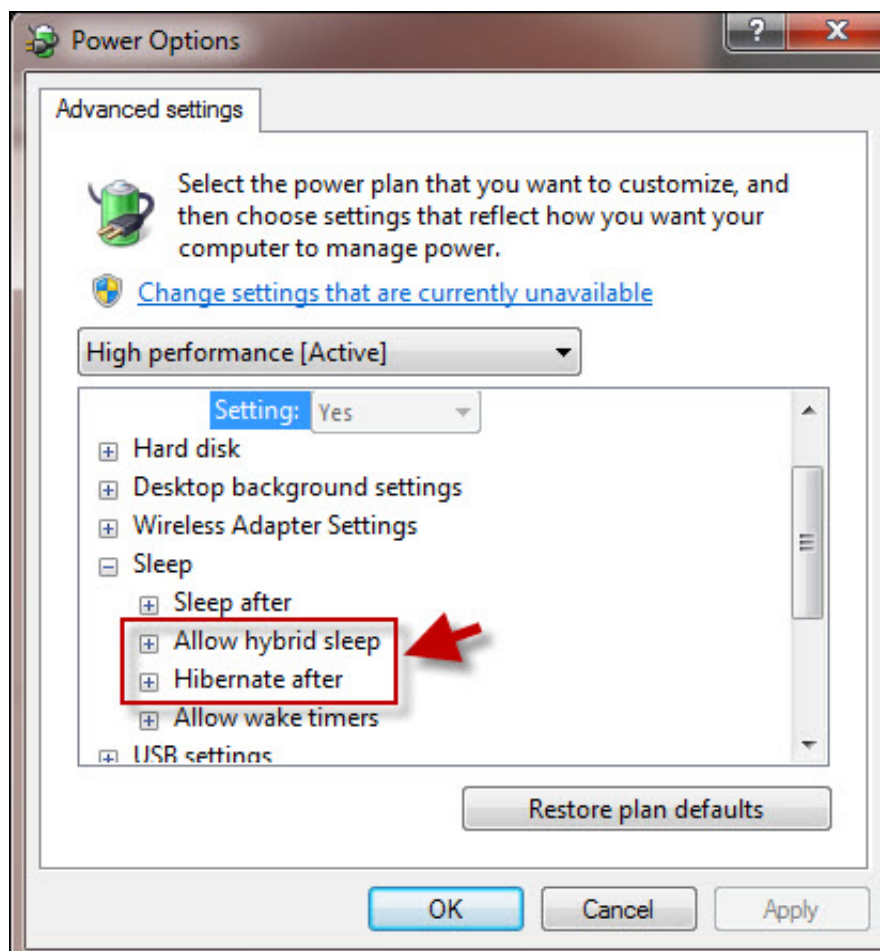 Power Options
?
X
Advanced settings
Select the power plan that you want to customize, and
then choose settings that reflect how you want your
computer to manage power.
Change settings that are currently unavailable
High performance [Active]
Setting: Yes
Hard disk
Desktop background settings
Wireless Adapter Settings
Sleep
Sleep after
Allow hybrid sleep
Hibernate after
Allow wake timers
USB settings
Restore plan defaults
OK
Cancel
Apply